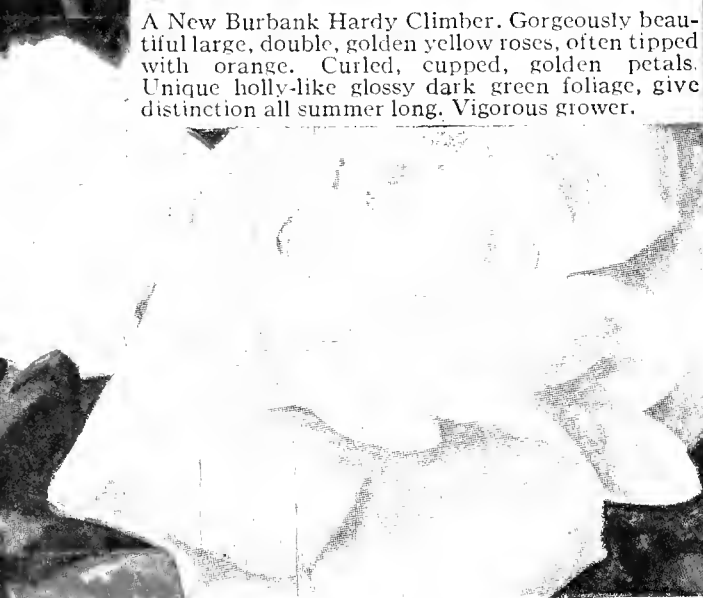 A New Burbank Hardy Climber. Gorgeously beau-
tiful large, double, golden yellow roses, often tipped
with orange. Curled, cupped, golden petals.
Unique holly-like glossy dark green foliage, give
distinction all summer long. Vigorous grower.